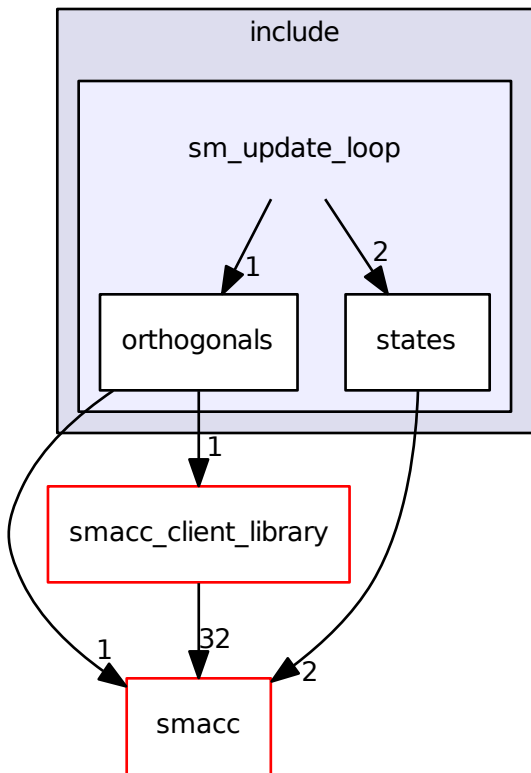 include
sm_update_loop
1
2
orthogonals
states
1
smacc_client_library
1
32
2
smacc